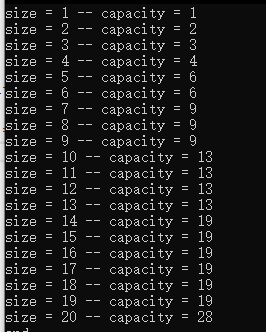 size = 1 -- capacity = 1
size = 2 -- capacity = 2
size = 3 -- capacity = 3
size = 4 -- capacity = 4
size = 5 -- capacity = 6
size = 6 -- capacity = 6
size = 7 -- capacity = 9
size = 8 -- capacity = 9
size = 9 -- capacity = 9
size = 10 -- capacity = 13
size = 11 -- capacity = 13
size = 12 -- capacity = 13
size = 13 -- capacity = 13
size = 14 -- capacity = 19
size = 15 -- capacity = 19
size = 16 -- capacity = 19
size = 17 -- capacity = 19
size = 18 -- capacity = 19
size = 19 -- capacity = 19
size = 20 -- capacity = 28